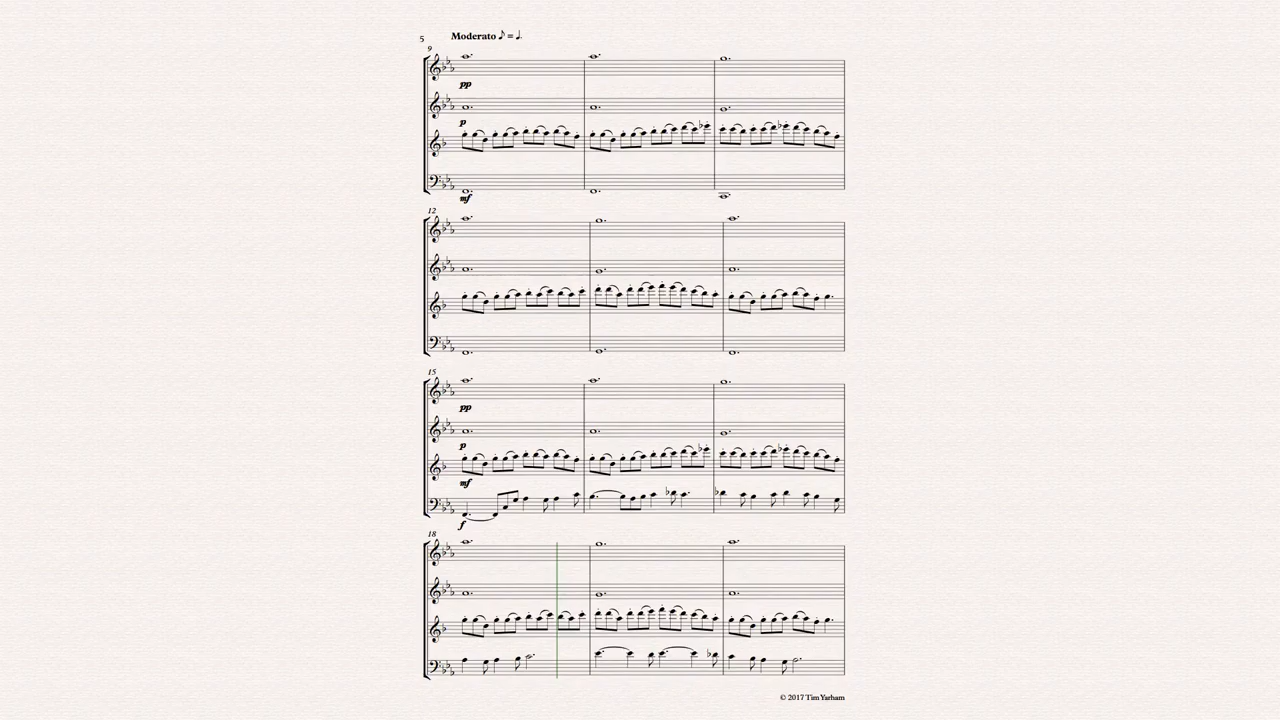 5 Moderato ♪ = ♩.
9
pp
p
mf
12
15
pp
p
mf
f
18
© 2017 Tim Yarham